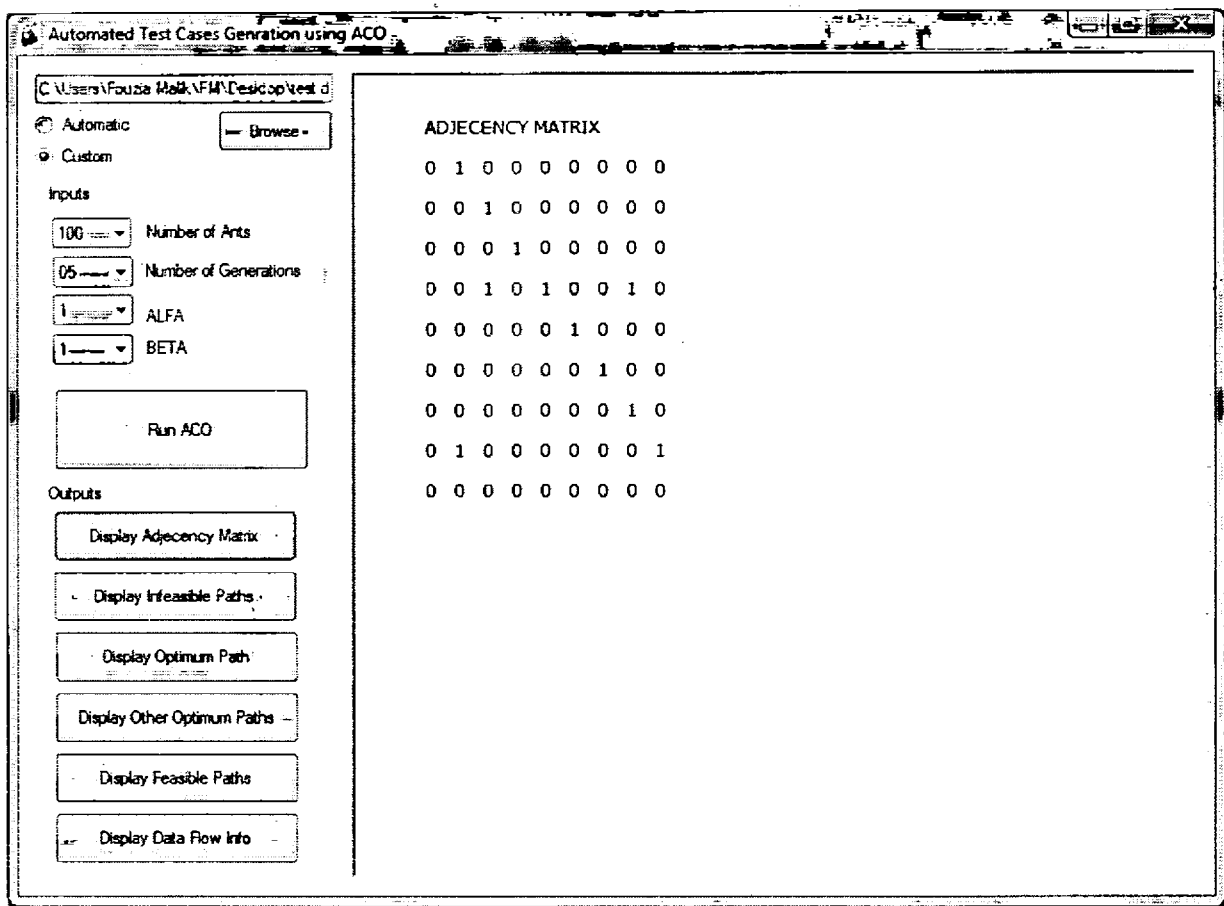 Automated Test Cases Genration using ACO
C:\Users\Fouzia Malik\FM\Desktop\test d
Automatic
Browse
Custom
Inputs
100 Number of Ants
05 Number of Generations
1 ALFA
1 BETA
Run ACO
Outputs
Display Adjecency Matrix
Display Infeasible Paths
Display Optimum Path
Display Other Optimum Paths
Display Feasible Paths
Display Data Flow Info
ADJECENCY MATRIX
0 1 0 0 0 0 0 0 0
0 0 1 0 0 0 0 0 0
0 0 0 1 0 0 0 0 0
0 0 1 0 1 0 0 1 0
0 0 0 0 0 1 0 0 0
0 0 0 0 0 0 1 0 0
0 0 0 0 0 0 0 1 0
0 1 0 0 0 0 0 0 1
0 0 0 0 0 0 0 0 0